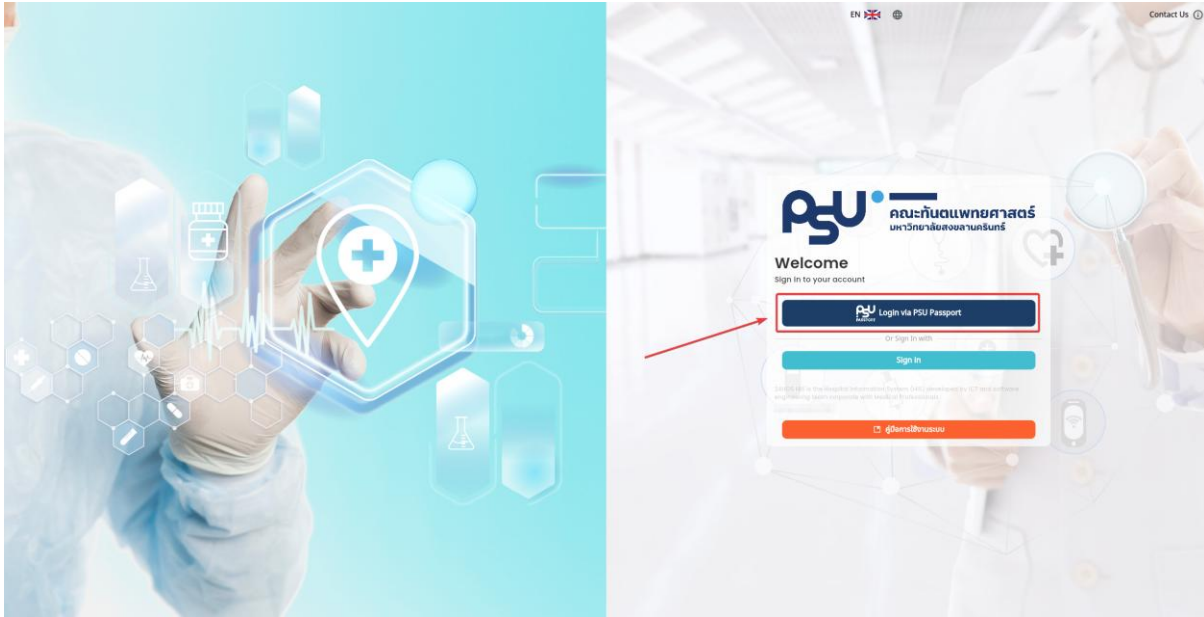 EN
Contact Us
PSU
คณะทันตแพทยศาสตร์
มหาวิทยาลัยสงขลานครินทร์
Welcome
Sign in to your account
PSU Login via PSU Passport
PASSPORT
Or Sign In with
Sign In
คู่มือการใช้งานระบบ